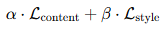 α · ℒ_content + β · ℒ_style